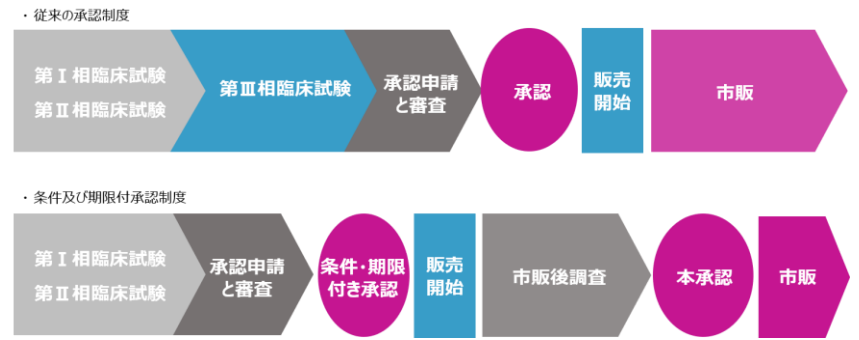 ・従来の承認制度
第Ⅰ相臨床試験
第Ⅱ相臨床試験
第Ⅲ相臨床試験
承認申請
と審査
承認
販売
開始
市販
・条件及び期限付承認制度
第Ⅰ相臨床試験
第Ⅱ相臨床試験
承認申請
と審査
条件・期限
付き承認
販売
開始
市販後調査
本承認
市販